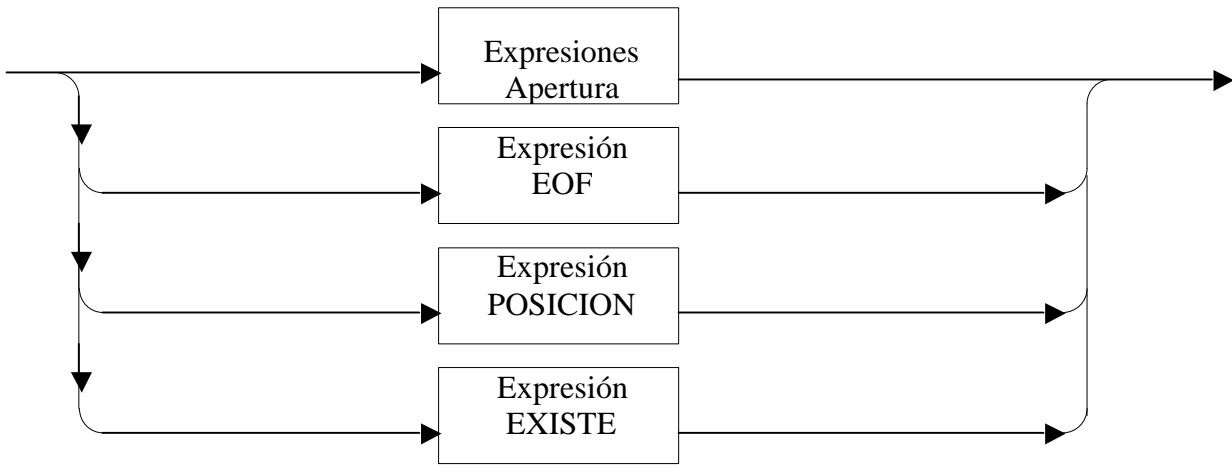 Expresiones
Apertura
Expresión
EOF
Expresión
POSICION
Expresión
EXISTE